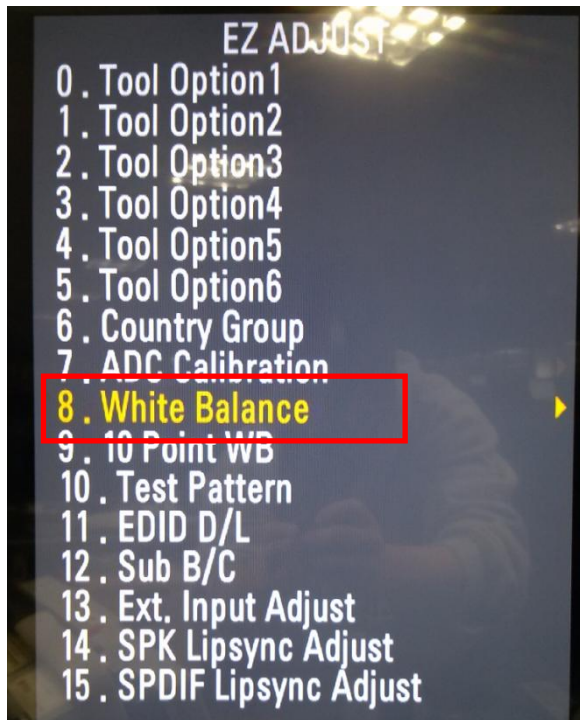 EZ ADJUST
0 . Tool Option1
1 . Tool Option2
2 . Tool Option3
3 . Tool Option4
4 . Tool Option5
5 . Tool Option6
6 . Country Group
7 . ADC Calibration
8 . White Balance
9 . 10 Point WB
10 . Test Pattern
11 . EDID D/L
12 . Sub B/C
13 . Ext. Input Adjust
14 . SPK Lipsync Adjust
15 . SPDIF Lipsync Adjust